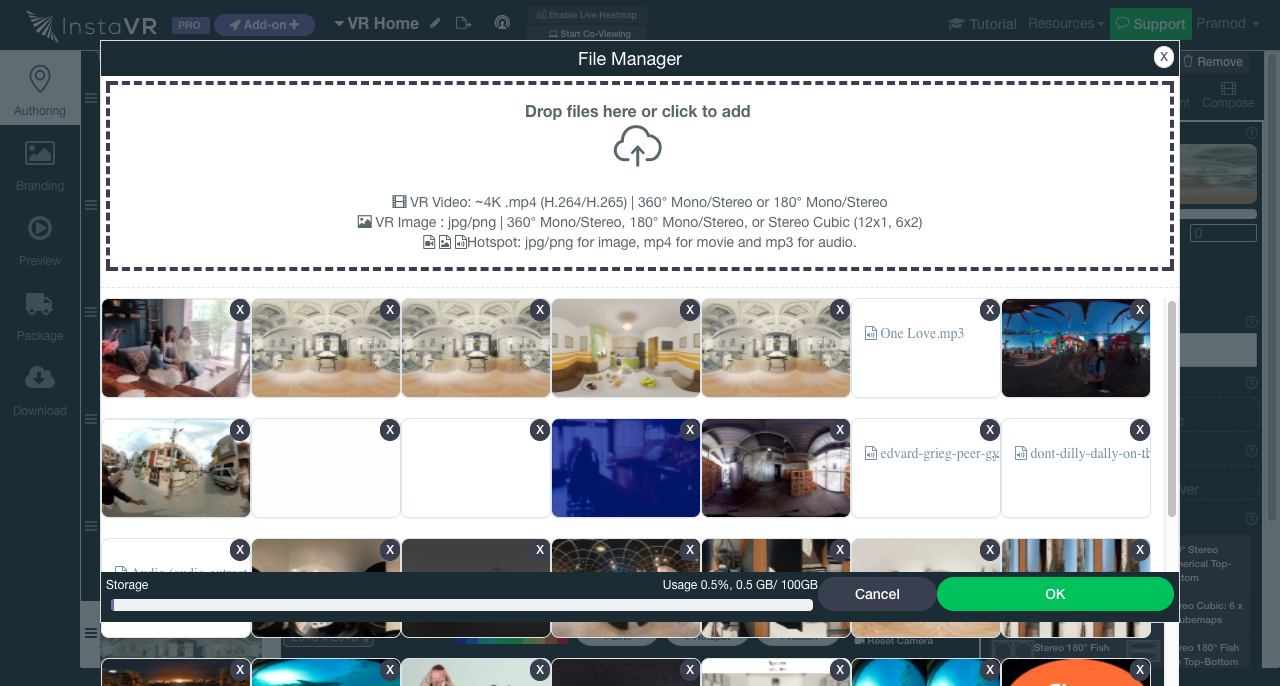 InstaVR
PRO
Add-on +
VR Home
Enable Live Heatmap
Start Co-Viewing
Tutorial
Resources
Support
Pramod
File Manager
X
Remove
Authoring
Compose
Drop files here or click to add
Branding
VR Video: ~4K .mp4 (H.264/H.265) | 360° Mono/Stereo or 180° Mono/Stereo
VR Image : jpg/png | 360° Mono/Stereo, 180° Mono/Stereo, or Stereo Cubic (12x1, 6x2)
0
Hotspot: jpg/png for image, mp4 for movie and mp3 for audio.
Preview
X X X X X X X
One Love.mp3
Package
Download
X X X X X X X
edvard-grieg-peer-gy
dont-dilly-dally-on-th
X X X X X X X
Storage
Usage 0.5%, 0.5 GB/ 100GB
Cancel
OK
Reset Camera
Stereo 180° Fish
X X X X X X X